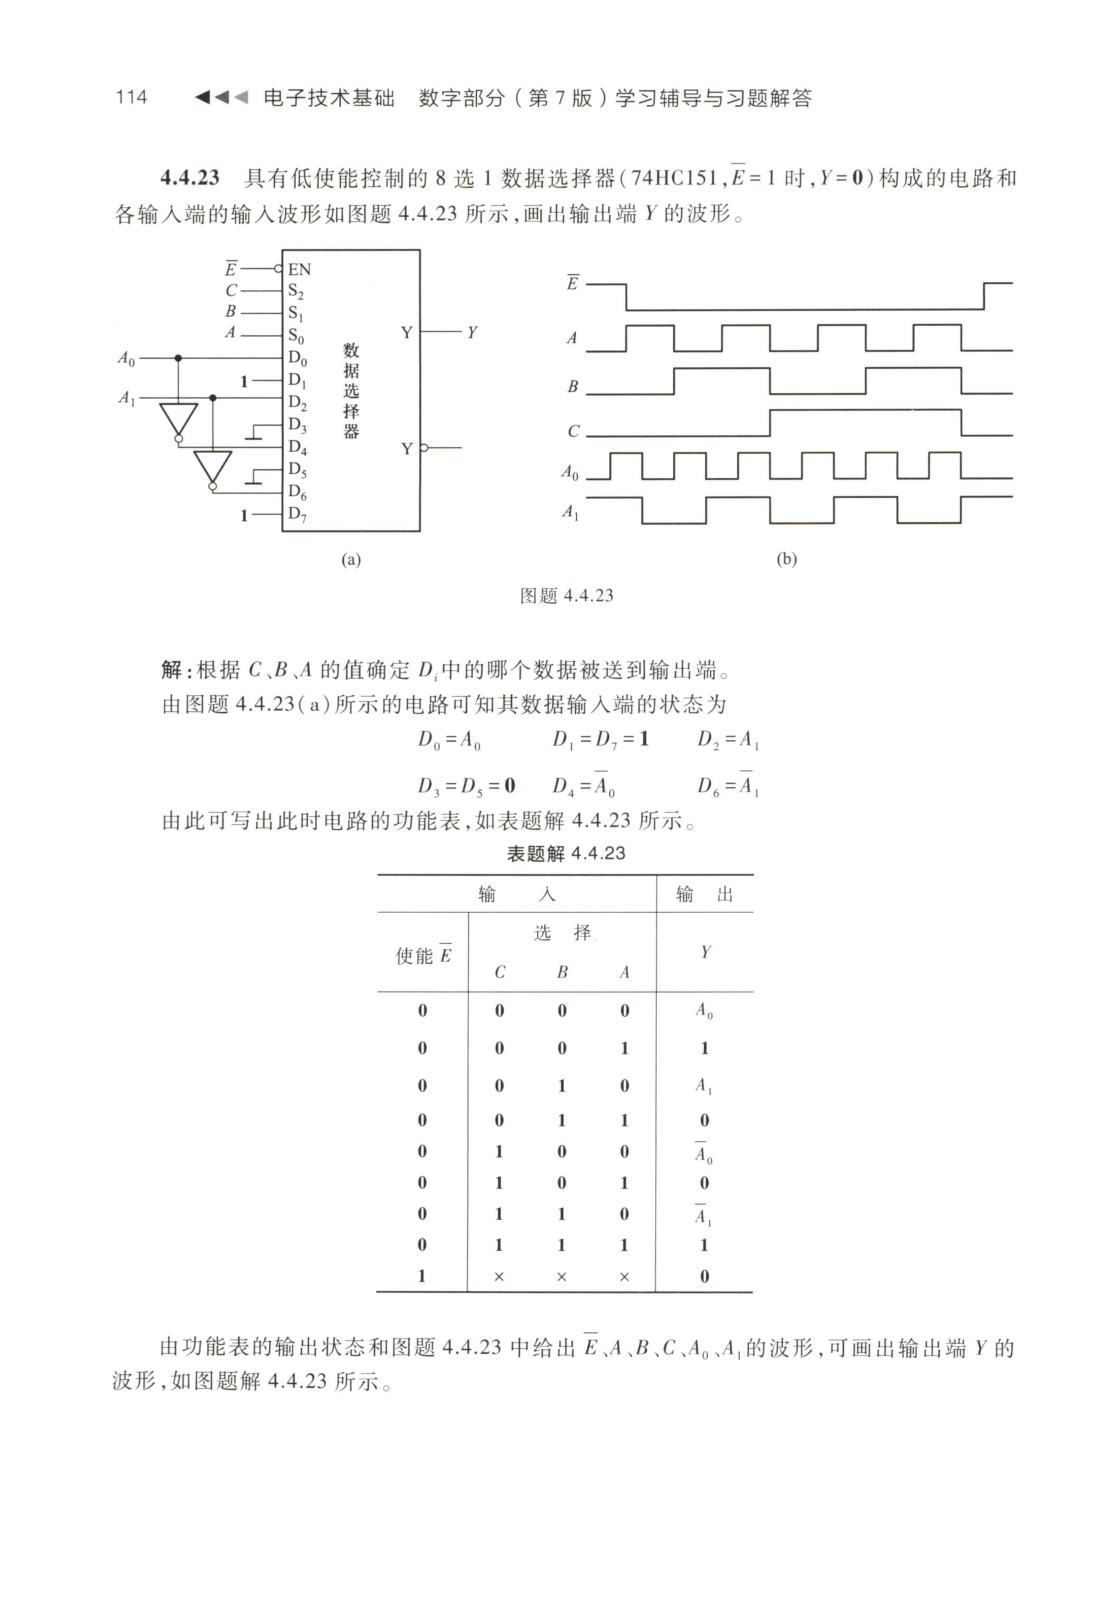 114 ◀◀◀ 电子技术基础 数字部分(第7版)学习辅导与习题解答
4.4.23 具有低使能控制的8选1数据选择器(74HC151,E̅=1时,Y=0)构成的电路和
各输入端的输入波形如图题4.4.23所示,画出输出端Y的波形。
E̅ EN
C S₂
B S₁
A S₀
A₀ D₀
1 D₁
A₁ D₂
D₃
D₄
D₅
D₆
1 D₇
数据选择器
Y Y
Y
(a)
E̅
A
B
C
A₀
A₁
(b)
图题 4.4.23
解:根据C、B、A的值确定Dᵢ中的哪个数据被送到输出端。
由图题4.4.23(a)所示的电路可知其数据输入端的状态为
D₀=A₀ D₁=D₇=1 D₂=A₁
D₃=D₅=0 D₄=A̅₀ D₆=A̅₁
由此可写出此时电路的功能表,如表题解4.4.23所示。
表题解 4.4.23
输 入 输 出
使能 E̅ 选 择 Y
C B A
0 0 0 0 A₀
0 0 0 1 1
0 0 1 0 A₁
0 0 1 1 0
0 1 0 0 A̅₀
0 1 0 1 0
0 1 1 0 A̅₁
0 1 1 1 1
1 × × × 0
由功能表的输出状态和图题4.4.23中给出E̅、A、B、C、A₀、A₁的波形,可画出输出端Y的
波形,如图题解4.4.23所示。